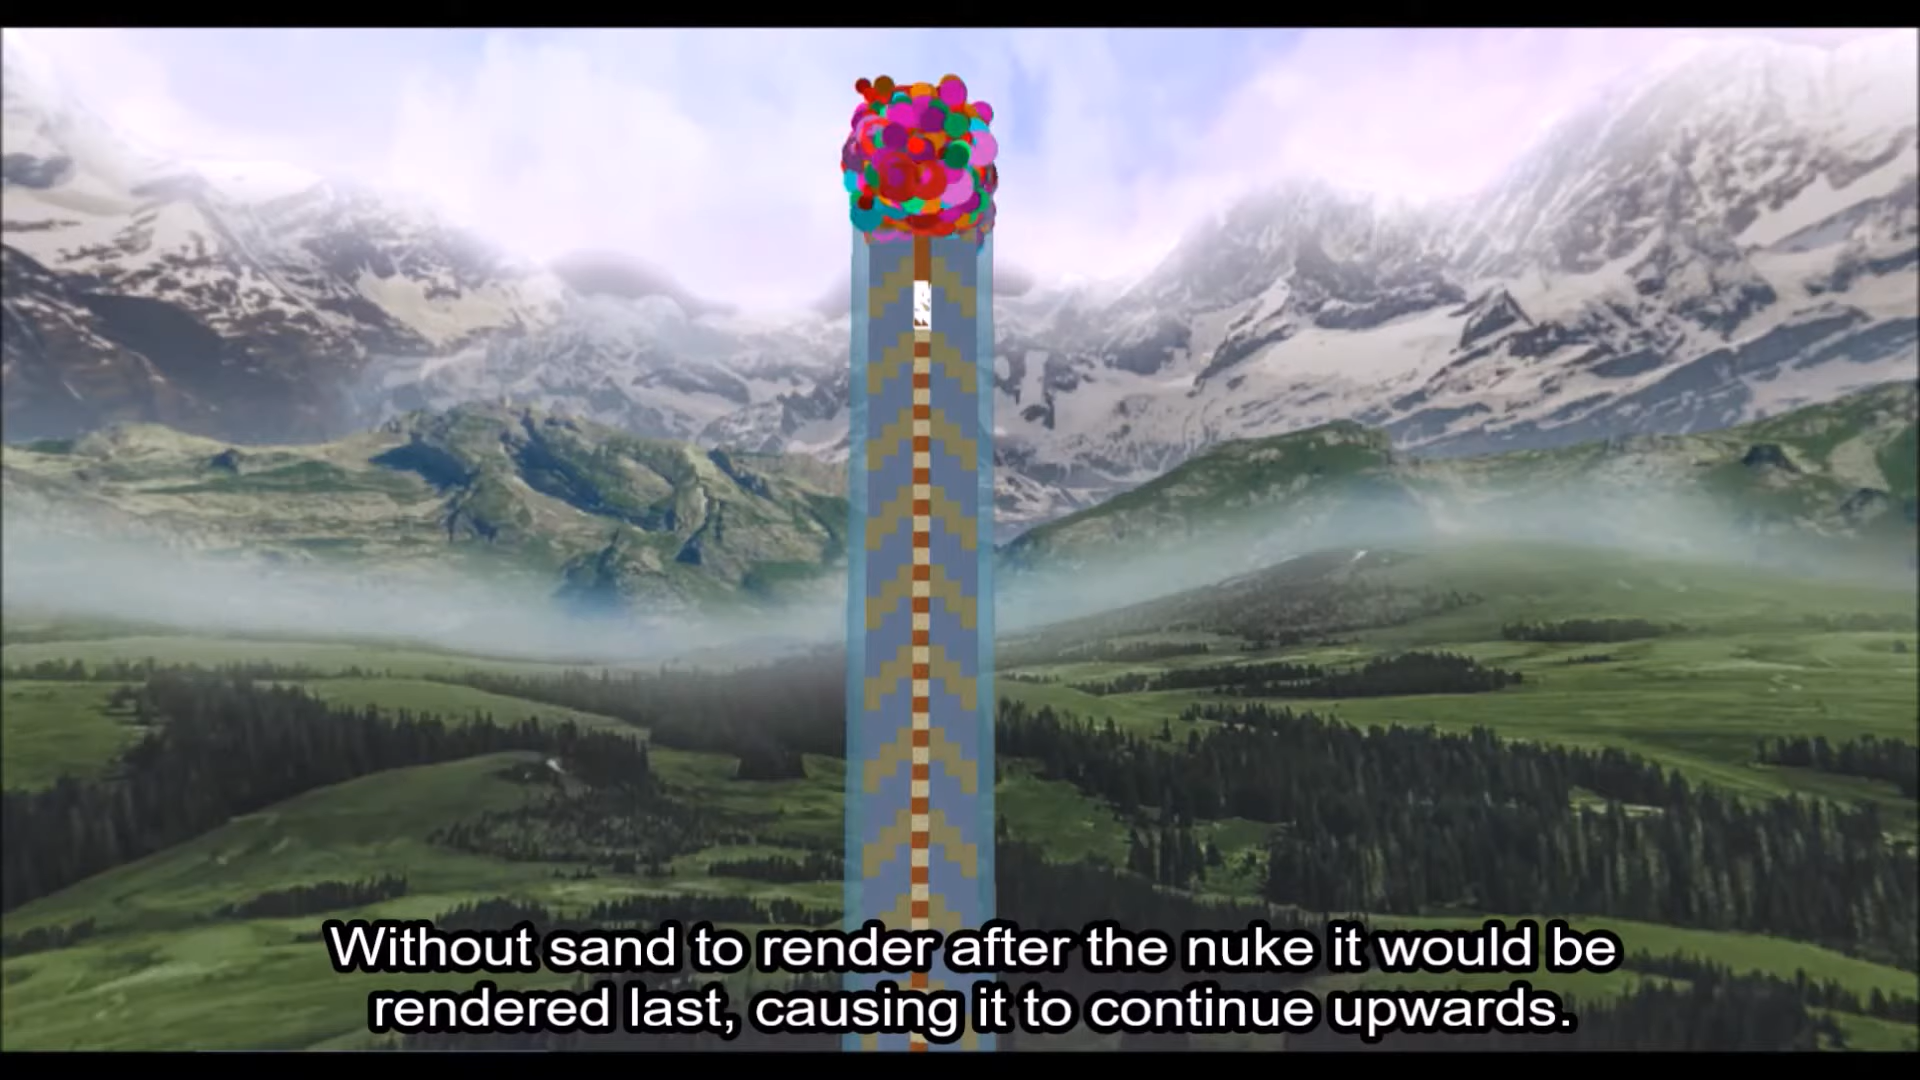 Without sand to render after the nuke it would be
rendered last, causing it to continue upwards.